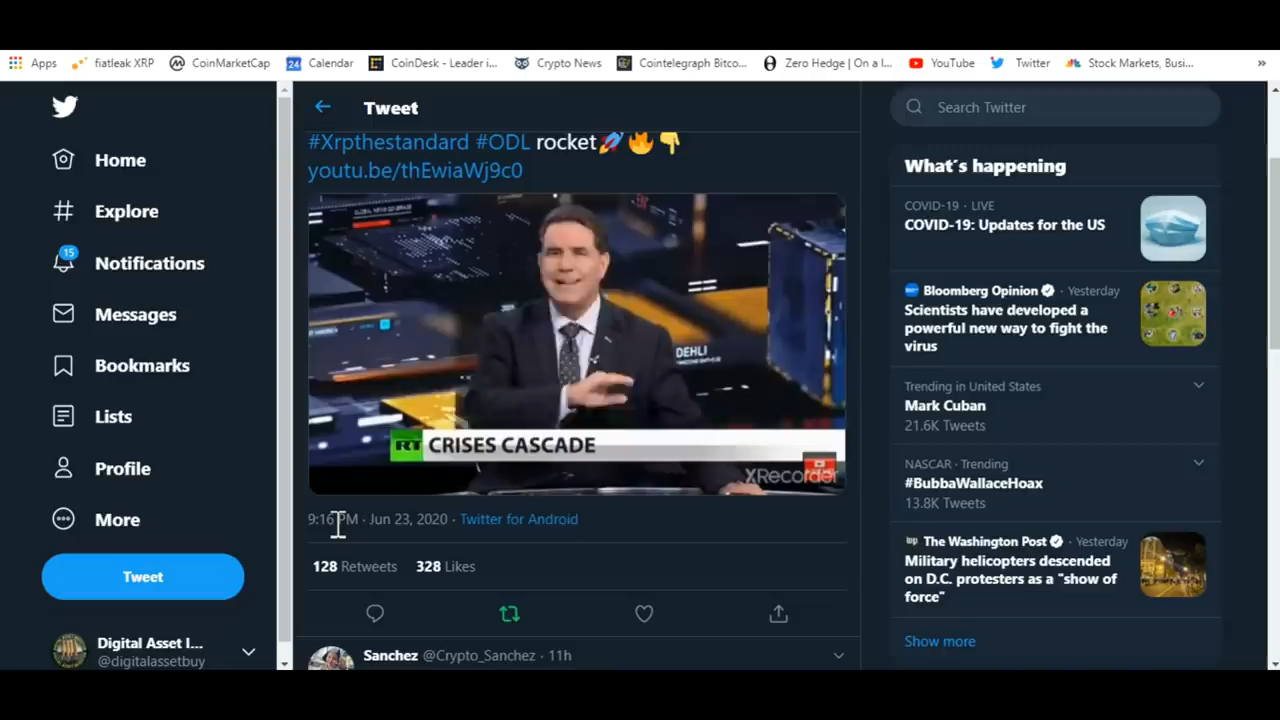 Apps fiatleak XRP CoinMarketCap 24 Calendar CoinDesk - Leader i... Crypto News Cointelegraph Bitco... Zero Hedge | On a l... YouTube Twitter Stock Markets, Busi... »
Home
Explore
15
Notifications
Messages
Bookmarks
Lists
Profile
More
Tweet
Digital Asset I...
@digitalassetbuy
Tweet
#Xrpthestandard #ODL rocket🚀🔥👇
youtu.be/thEwiaWj9c0
DEHLI
RT CRISES CASCADE
XRecorder
9:16 PM · Jun 23, 2020 · Twitter for Android
128 Retweets 328 Likes
Sanchez @Crypto_Sanchez · 11h
Search Twitter
What's happening
COVID-19 · LIVE
COVID-19: Updates for the US
Bloomberg Opinion · Yesterday
Scientists have developed a
powerful new way to fight the
virus
Trending in United States
Mark Cuban
21.6K Tweets
NASCAR · Trending
#BubbaWallaceHoax
13.8K Tweets
The Washington Post · Yesterday
Military helicopters descended
on D.C. protesters as a "show of
force"
Show more